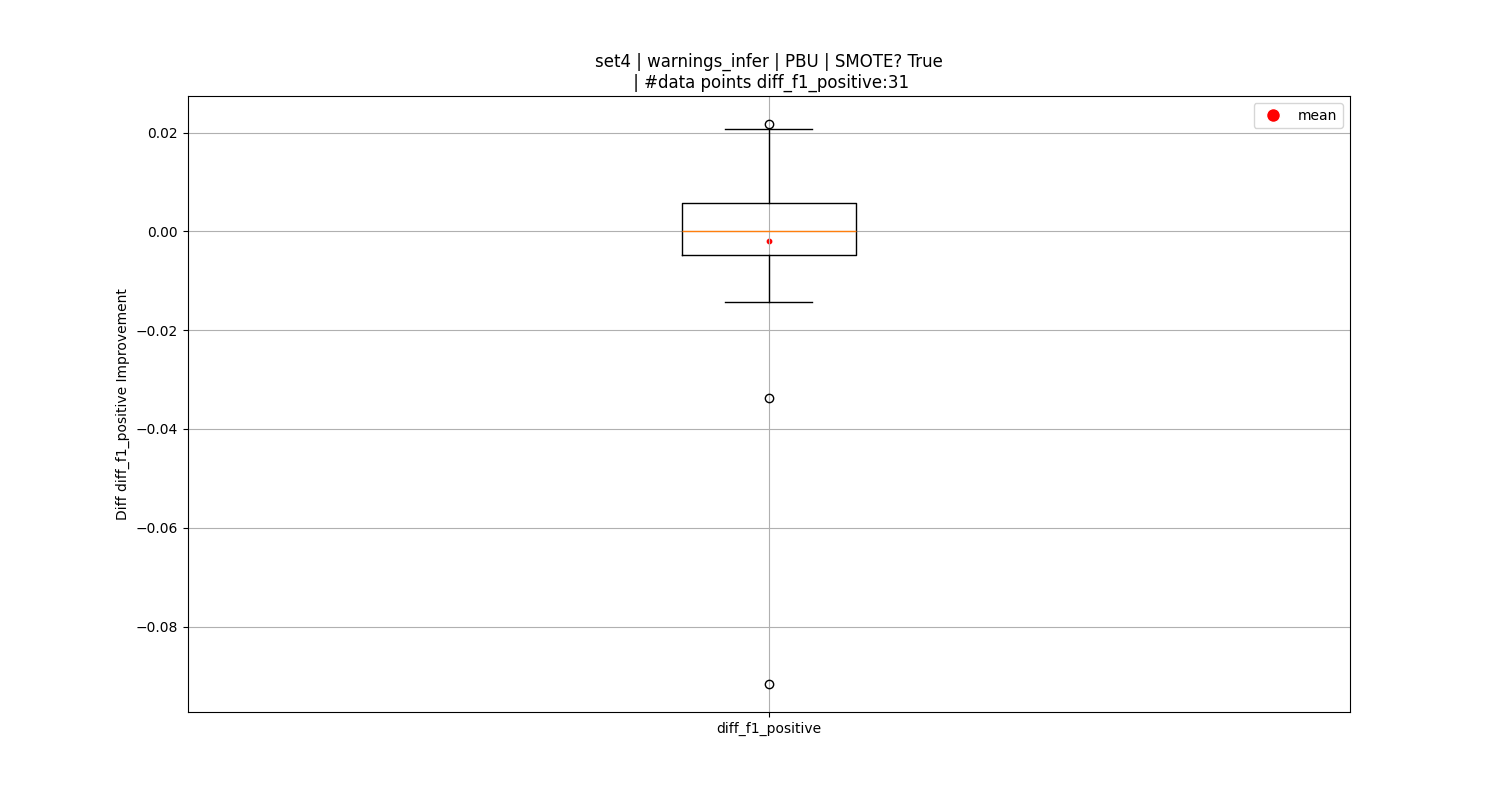 set4 | warnings_infer | PBU | SMOTE? True
| #data points diff_f1_positive:31
mean
0.02
0.00
−0.02
−0.04
−0.06
−0.08
Diff diff_f1_positive Improvement
diff_f1_positive